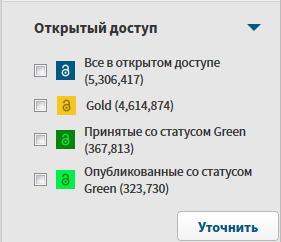 Открытый доступ
Все в открытом доступе
(5,306,417)
Gold (4,614,874)
Принятые со статусом Green
(367,813)
Опубликованные со статусом
Green (323,730)
Уточнить